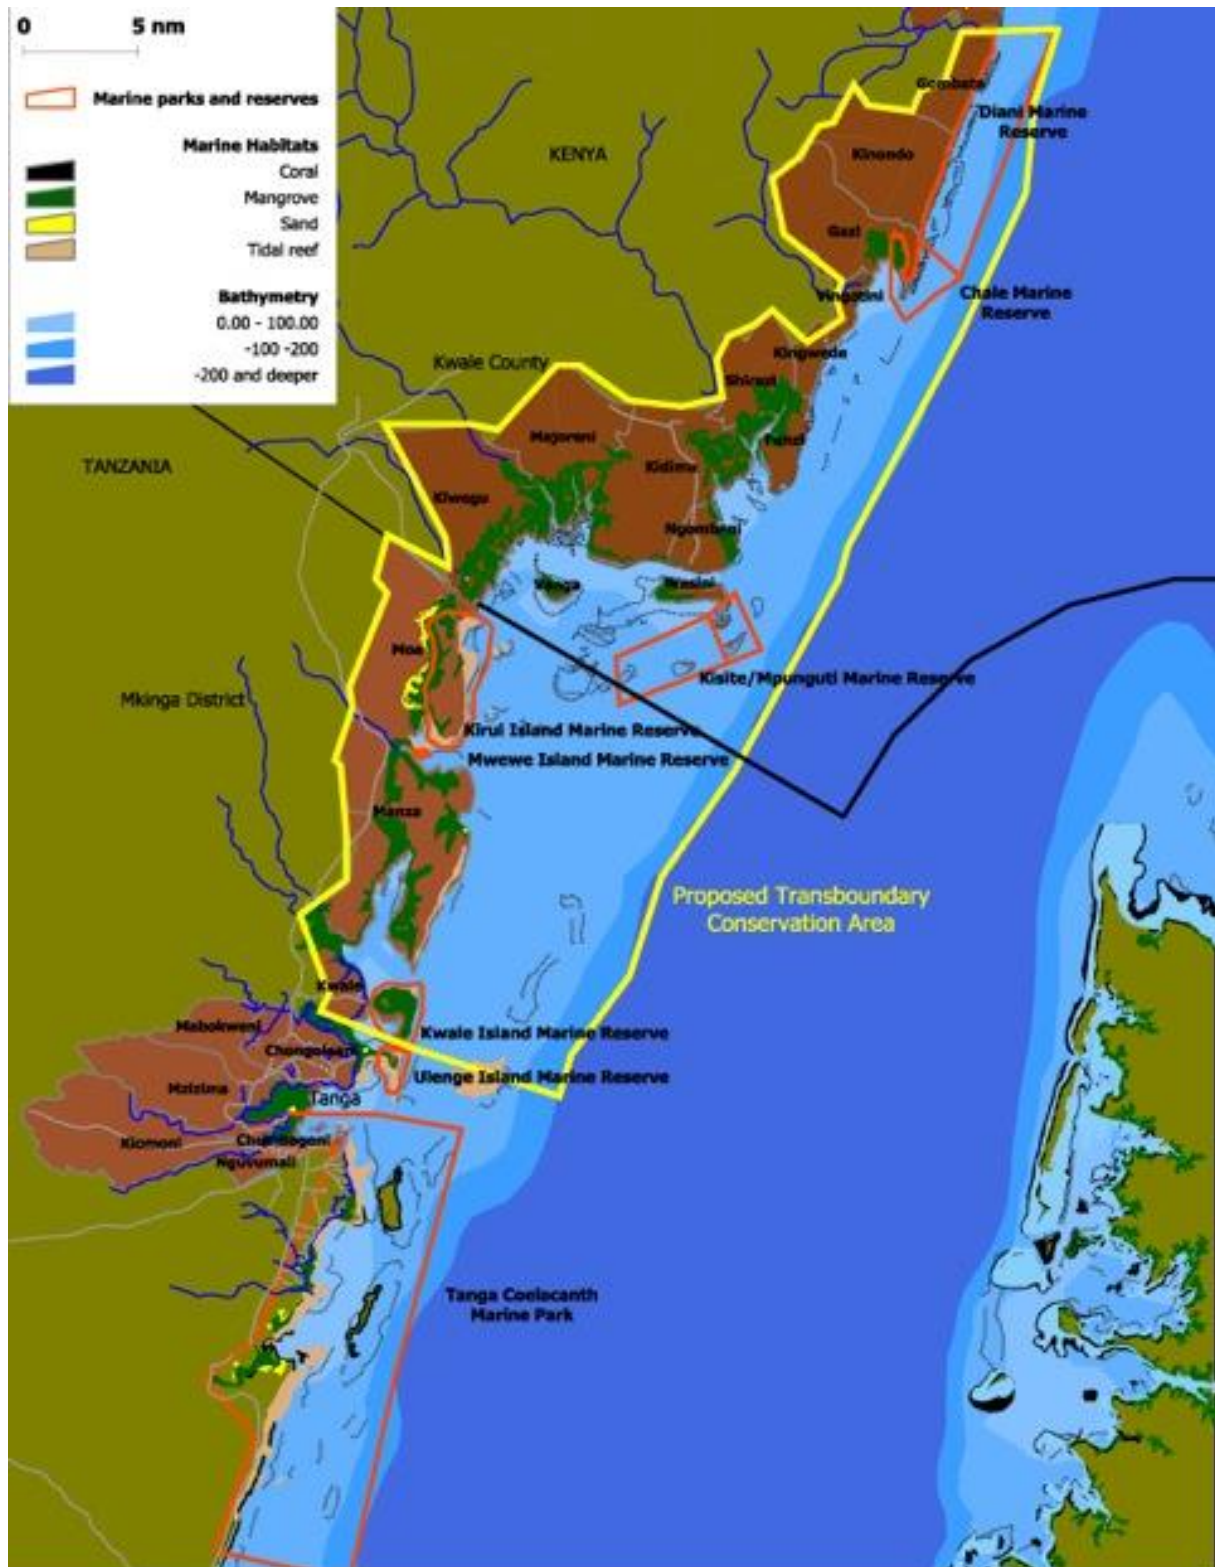 0 5 nm
Marine parks and reserves
Marine Habitats
Coral
Mangrove
Sand
Tidal reef
Bathymetry
0.00 - 100.00
-100 -200
-200 and deeper
KENYA
Gombato
Diani Marine
Reserve
Kinondo
Gazi
Chale Marine
Reserve
Kwale County
Kingwede
Shirazi
TANZANIA
Majoreni
Funzi
Kidimu
Kiwegu
Ngombeni
Vanga
Wasini
Moa
Kisite/Mpunguti Marine Reserve
Mkinga District
Kirui Island Marine Reserve
Mwewe Island Marine Reserve
Manza
Proposed Transboundary
Conservation Area
Kwale
Mabokweni
Kwale Island Marine Reserve
Mzizima
Ulenge Island Marine Reserve
Tanga
Kiomoni
Nguvumali
Tanga Coelacanth
Marine Park